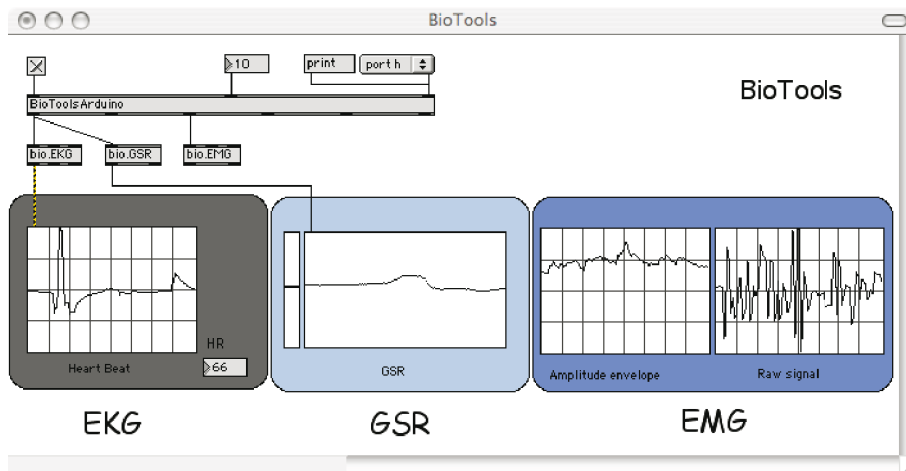 BioTools
10
print
port h
BioTools
BioToolsArduino
bio.EKG
bio.GSR
bio.EMG
HR
66
Heart Beat
GSR
Amplitude envelope
Raw signal
EKG
GSR
EMG